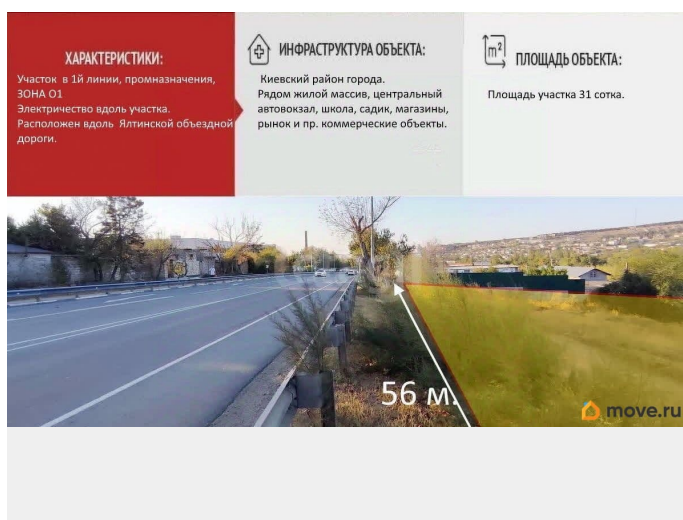 ХАРАКТЕРИСТИКИ:
Участок в 1й линии, промназначения,
ЗОНА О1
Электричество вдоль участка.
Расположен вдоль Ялтинской объездной
дороги.
ИНФРАСТРУКТУРА ОБЪЕКТА:
Киевский район города.
Рядом жилой массив, центральный
автовокзал, школа, садик, магазины,
рынок и пр. коммерческие объекты.
m²
ПЛОЩАДЬ ОБЪЕКТА:
Площадь участка 31 сотка.
56 м.
move.ru